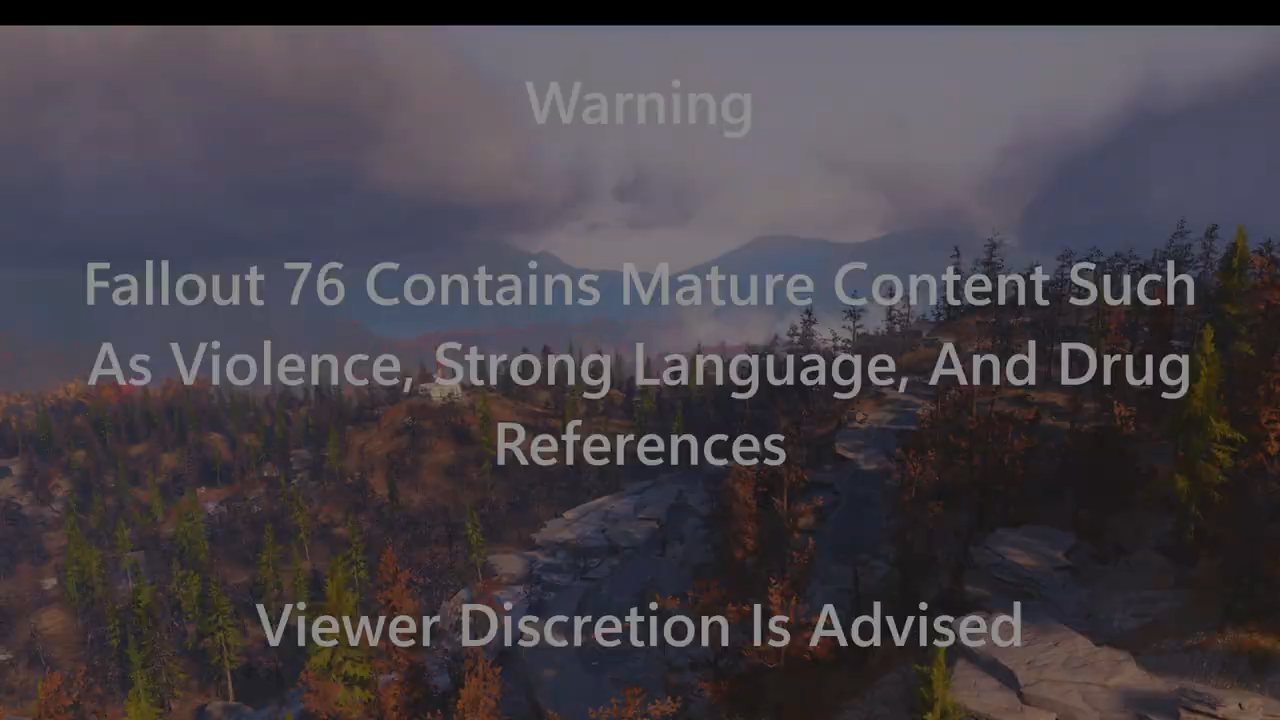 Warning
Fallout 76 Contains Mature Content Such
As Violence, Strong Language, And Drug
References
Viewer Discretion Is Advised